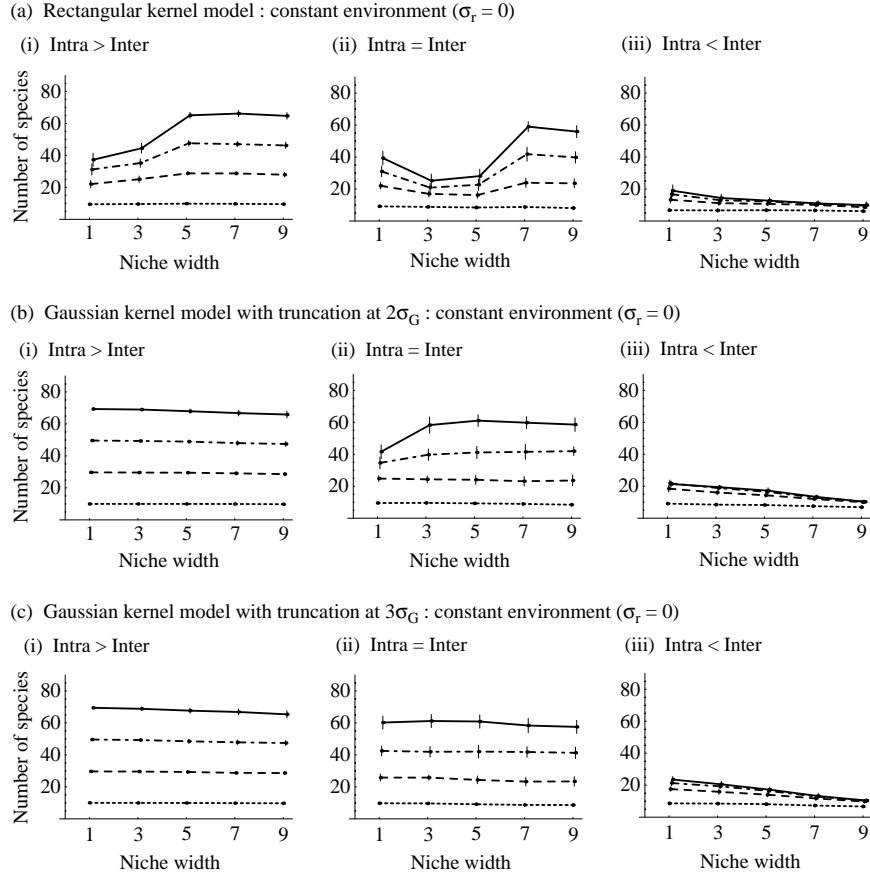 (a) Rectangular kernel model : constant environment (σr = 0)
(i) Intra > Inter
(ii) Intra = Inter
(iii) Intra < Inter
Number of species
80
60
40
20
1 3 5 7 9
Niche width
80
60
40
20
1 3 5 7 9
Niche width
80
60
40
20
1 3 5 7 9
Niche width
(b) Gaussian kernel model with truncation at 2σG : constant environment (σr = 0)
(i) Intra > Inter
(ii) Intra = Inter
(iii) Intra < Inter
Number of species
80
60
40
20
1 3 5 7 9
Niche width
80
60
40
20
1 3 5 7 9
Niche width
80
60
40
20
1 3 5 7 9
Niche width
(c) Gaussian kernel model with truncation at 3σG : constant environment (σr = 0)
(i) Intra > Inter
(ii) Intra = Inter
(iii) Intra < Inter
Number of species
80
60
40
20
1 3 5 7 9
Niche width
80
60
40
20
1 3 5 7 9
Niche width
80
60
40
20
1 3 5 7 9
Niche width